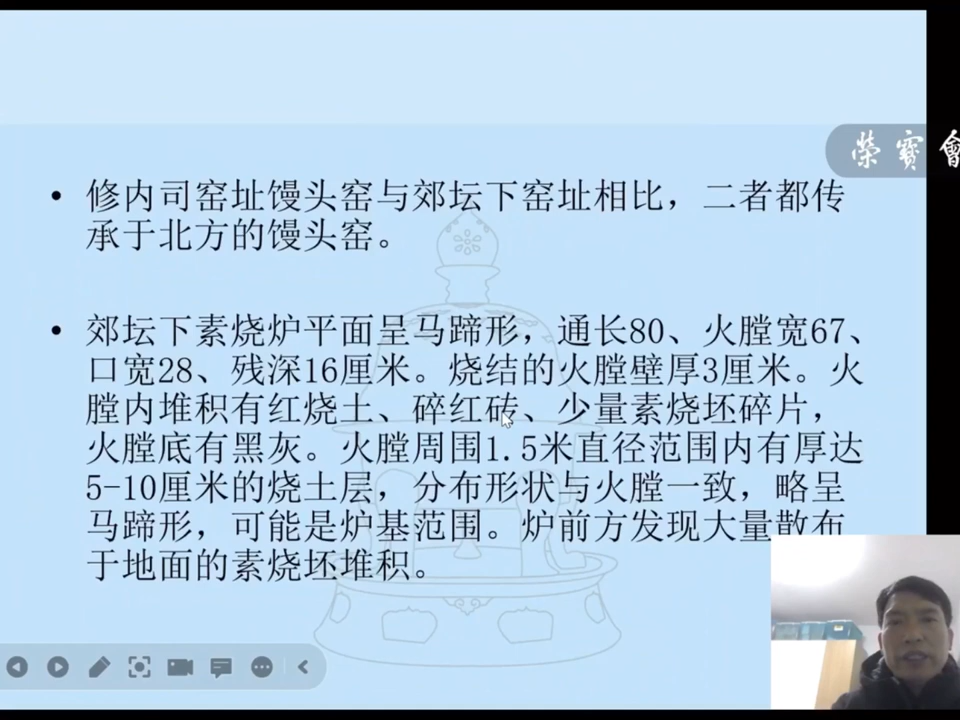 榮寳會
• 修内司窑址馒头窑与郊坛下窑址相比，二者都传
承于北方的馒头窑。
• 郊坛下素烧炉平面呈马蹄形，通长80、火膛宽67、
口宽28、残深16厘米。烧结的火膛壁厚3厘米。火
膛内堆积有红烧土、碎红砖、少量素烧坯碎片，
火膛底有黑灰。火膛周围1.5米直径范围内有厚达
5-10厘米的烧土层，分布形状与火膛一致，略呈
马蹄形，可能是炉基范围。炉前方发现大量散布
于地面的素烧坯堆积。